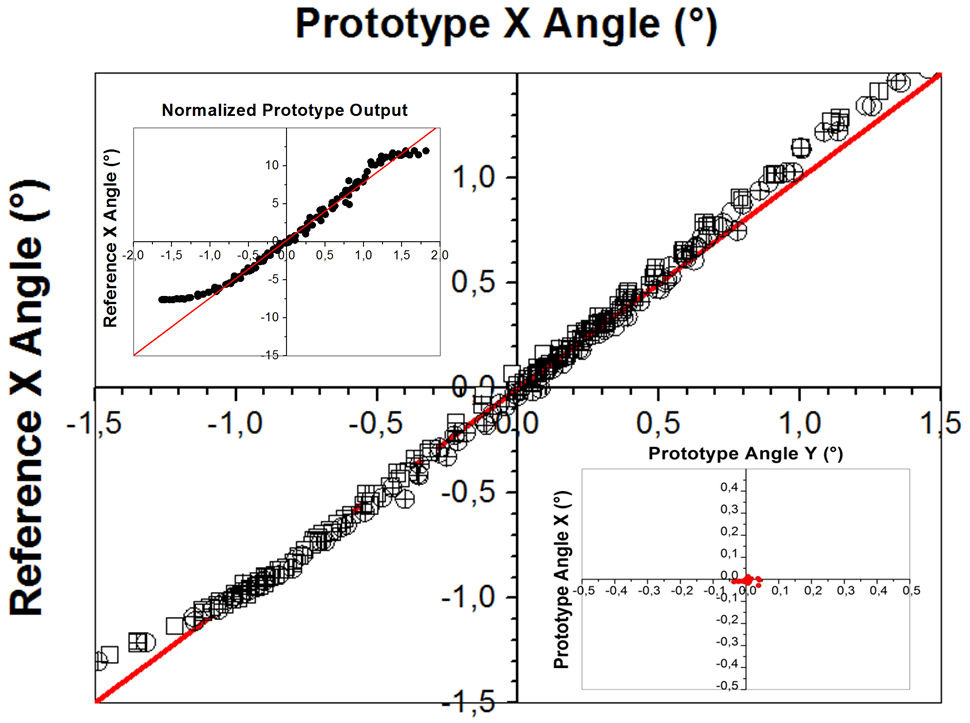 Prototype X Angle (°)
Reference X Angle (°)
1,0
0,5
0,0
-0,5
-1,0
-1,5
-1,5 -1,0 -0,5 0,0 0,5 1,0 1,5
Normalized Prototype Output
Reference X Angle (°)
10
5
0
-5
-10
-15
-2,0 -1,5 -1,0 -0,5 0,0 0,5 1,0 1,5 2,0
Prototype Angle Y (°)
Prototype Angle X (°)
0,4
0,3
0,2
0,1
0,0
-0,1
-0,2
-0,3
-0,4
-0,5
-0,5 -0,4 -0,3 -0,2 -0,1 0,0 0,1 0,2 0,3 0,4 0,5